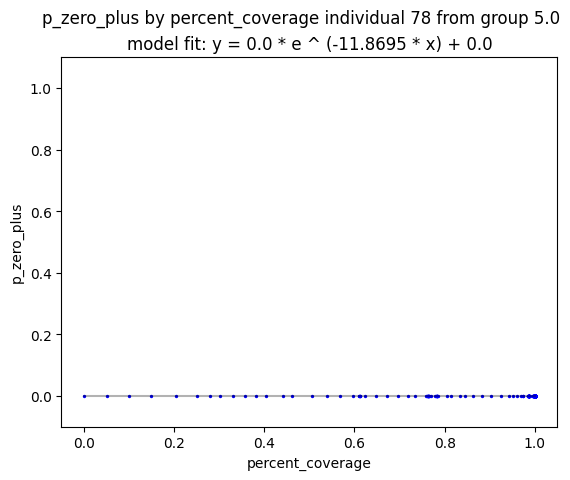 p_zero_plus by percent_coverage individual 78 from group 5.0
model fit: y = 0.0 * e ^ (-11.8695 * x) + 0.0
1.0
0.8
0.6
0.4
0.2
0.0
p_zero_plus
0.0 0.2 0.4 0.6 0.8 1.0
percent_coverage